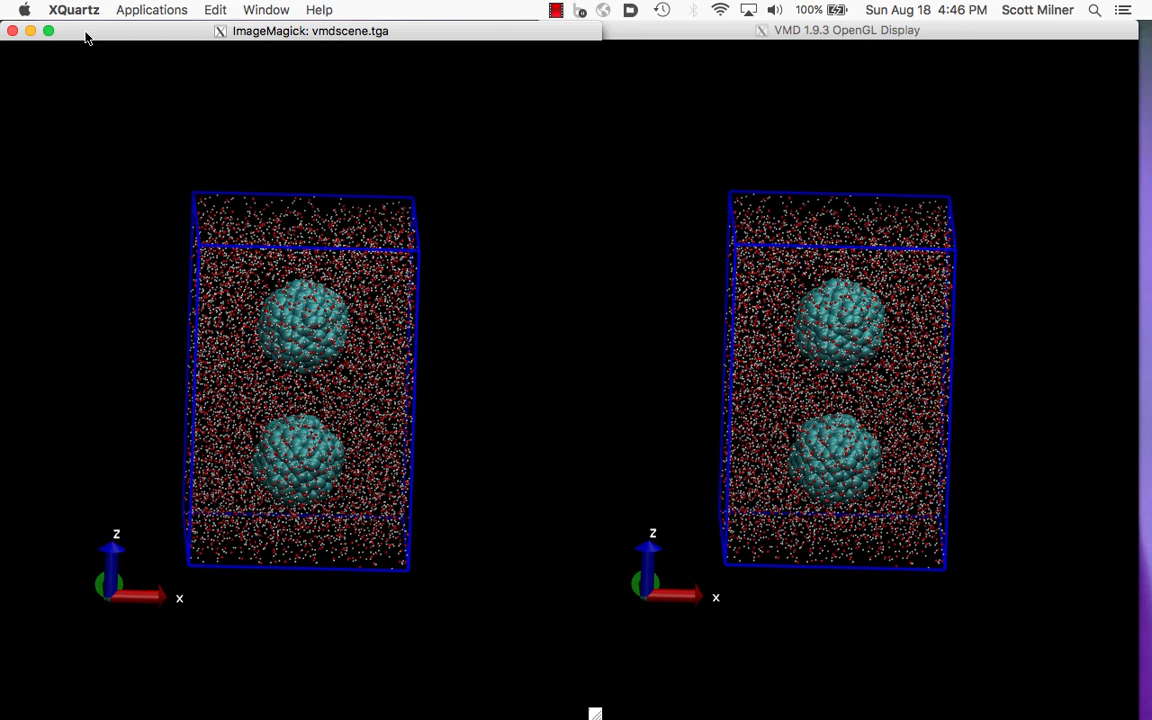 XQuartz Applications Edit Window Help 100% Sun Aug 18 4:46 PM Scott Milner
ImageMagick: vmdscene.tga
VMD 1.9.3 OpenGL Display
Z
x
Z
x